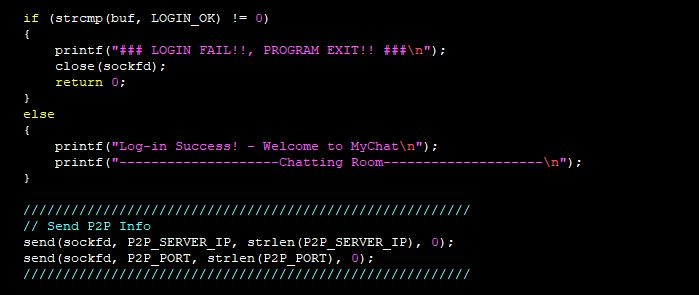 if (strcmp(buf, LOGIN_OK) != 0)
{
    printf("### LOGIN FAIL!!, PROGRAM EXIT!! ###\n");
    close(sockfd);
    return 0;
}
else
{
    printf("Log-in Success! - Welcome to MyChat\n");
    printf("--------------------Chatting Room--------------------\n");
}

////////////////////////////////////////////////////////
// Send P2P Info
send(sockfd, P2P_SERVER_IP, strlen(P2P_SERVER_IP), 0);
send(sockfd, P2P_PORT, strlen(P2P_PORT), 0);
////////////////////////////////////////////////////////